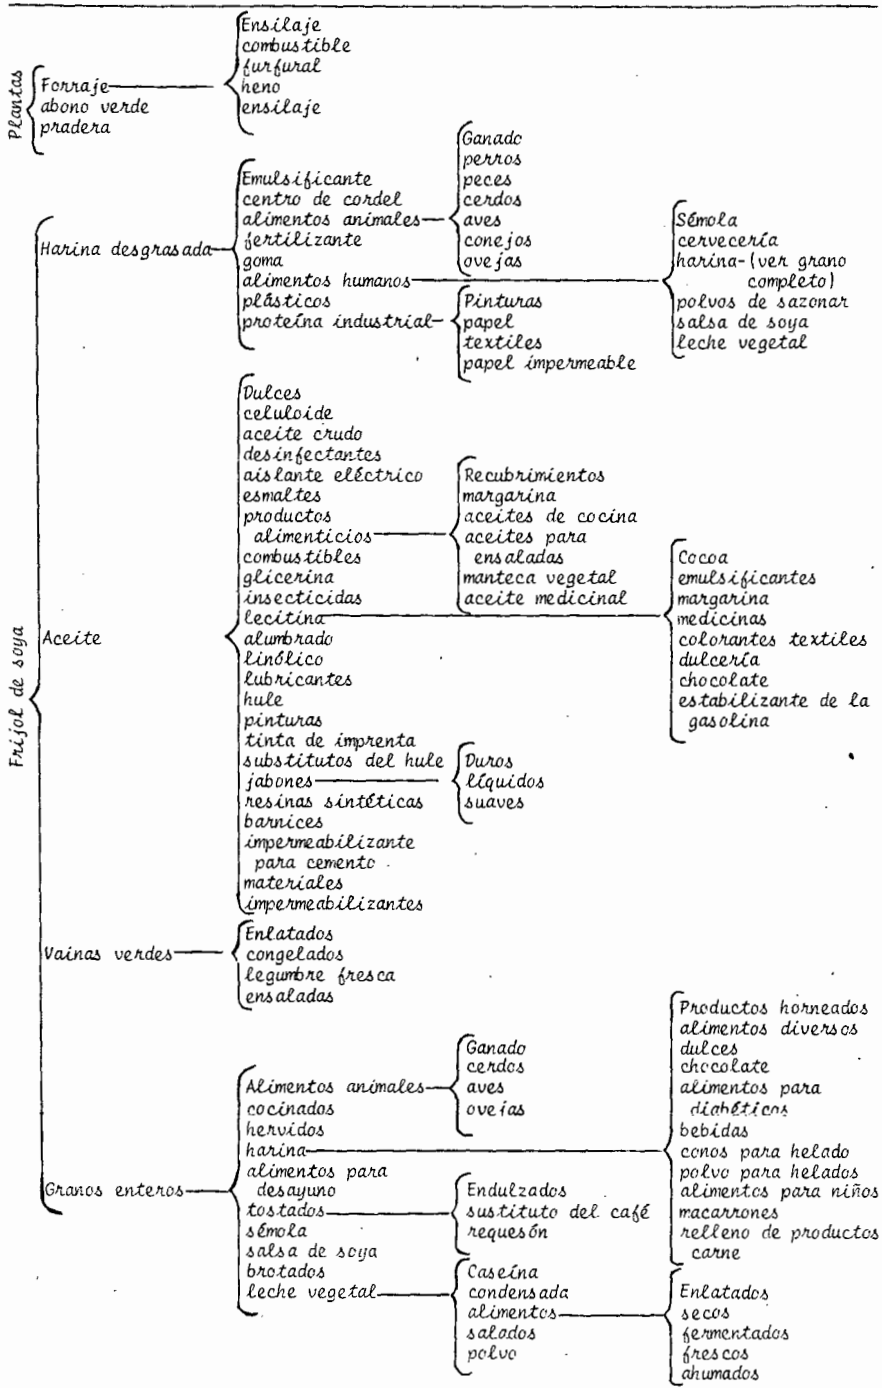 Plantas
Forraje
abono verde
pradera
Ensilaje
combustible
furfural
heno
ensilaje
Frijol de soya
Harina desgrasada
Emulsificante
centro de cordel
alimentos animales
fertilizante
goma
alimentos humanos
plásticos
proteína industrial
Ganado
perros
peces
cerdos
aves
conejos
ovejas
Pinturas
papel
textiles
papel impermeable
Sémola
cervecería
harina-(ver grano
completo)
polvos de sazonar
salsa de soya
leche vegetal
Aceite
Dulces
celuloide
aceite crudo
desinfectantes
aislante eléctrico
esmaltes
productos
alimenticios
combustibles
glicerina
insecticidas
lecitina
alumbrado
linólico
lubricantes
hule
pinturas
tinta de imprenta
substitutos del hule
jabones
resinas sintéticas
barnices
impermeabilizante
para cemento
materiales
impermeabilizantes
Recubrimientos
margarina
aceites de cocina
aceites para
ensaladas
manteca vegetal
aceite medicinal
Cocoa
emulsificantes
margarina
medicinas
colorantes textiles
dulcería
chocolate
estabilizante de la
gasolina
Duros
líquidos
suaves
Vainas verdes
Enlatados
congelados
legumbre fresca
ensaladas
Granos enteros
Alimentos animales
cocinados
hervidos
harina
alimentos para
desayuno
tostados
sémola
salsa de soya
brotados
leche vegetal
Ganado
cerdos
aves
ovejas
Productos horneados
alimentos diversos
dulces
chocolate
alimentos para
diabéticos
bebidas
conos para helado
polvo para helados
alimentos para niños
macarrones
relleno de productos
carne
Endulzados
sustituto del café
requesón
Caseína
condensada
alimentos
salados
polvo
Enlatados
secos
fermentados
frescos
ahumados